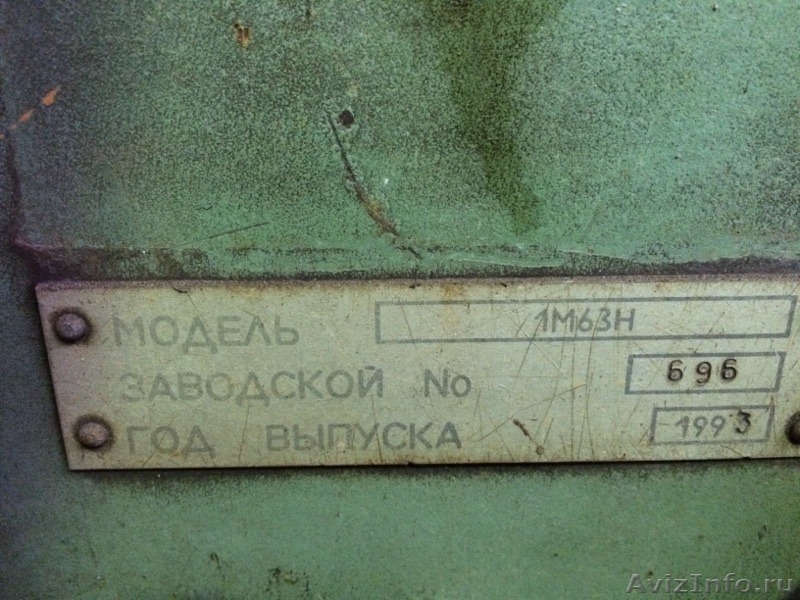 МОДЕЛЬ 1М63Н
ЗАВОДСКОЙ No 696
ГОД ВЫПУСКА 1993
AvizInfo.ru